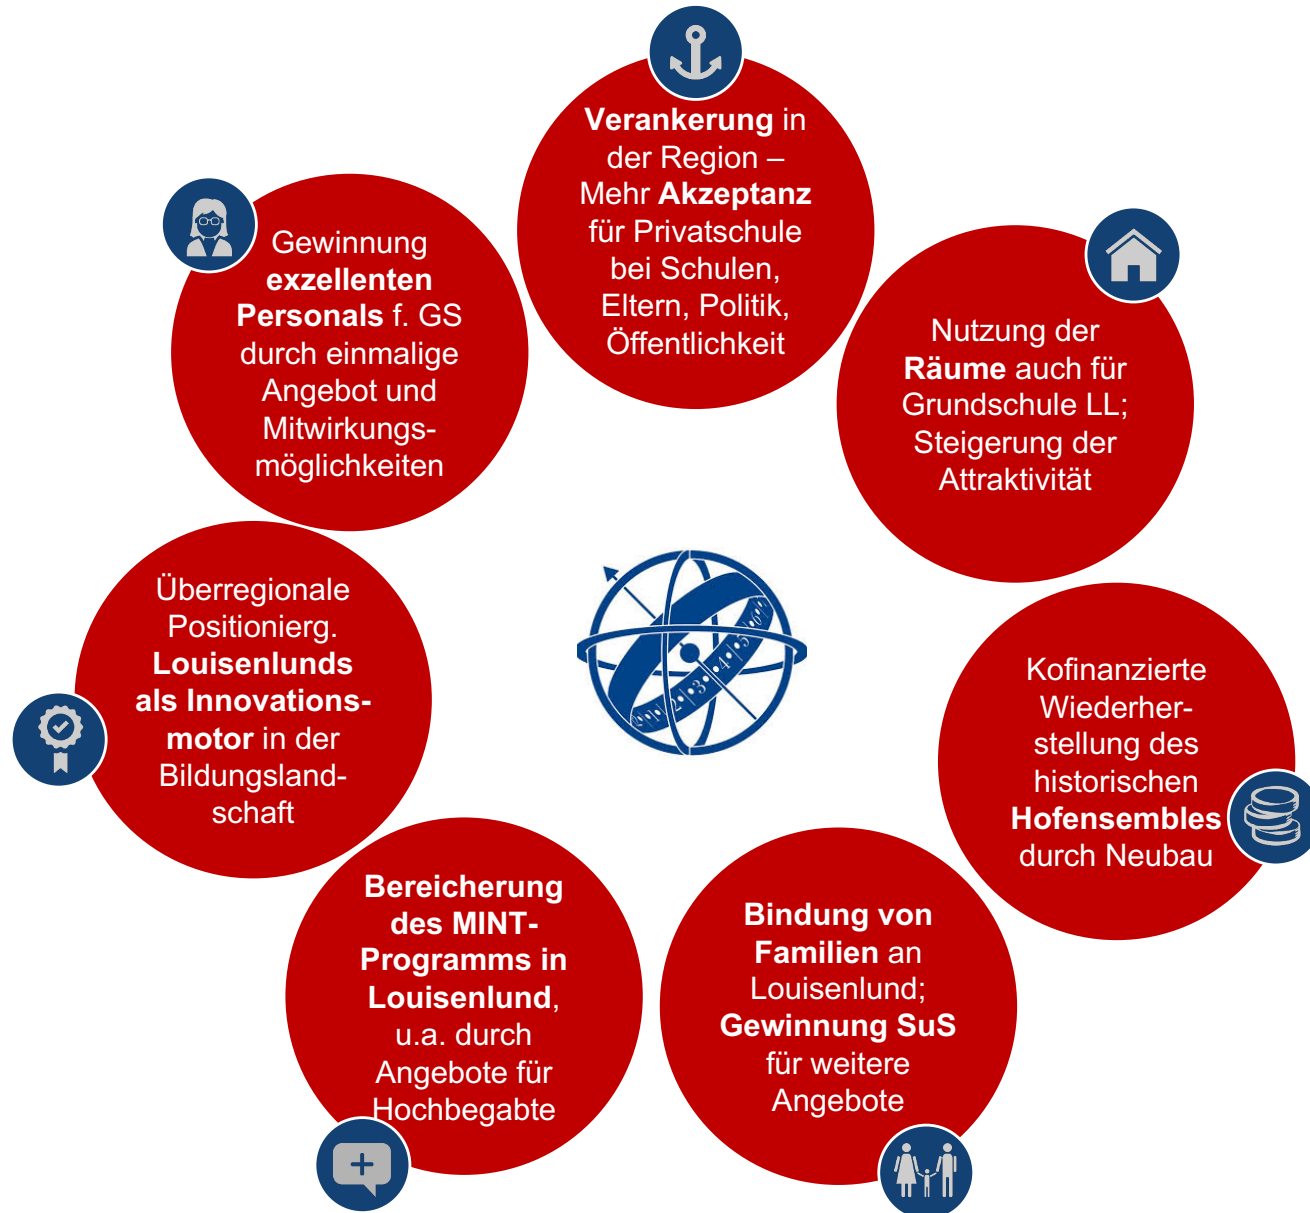 Verankerung in
der Region –
Mehr Akzeptanz
für Privatschule
bei Schulen,
Eltern, Politik,
Öffentlichkeit
Nutzung der
Räume auch für
Grundschule LL;
Steigerung der
Attraktivität
Kofinanzierte
Wiederher-
stellung des
historischen
Hofensembles
durch Neubau
Bindung von
Familien an
Louisenlund;
Gewinnung SuS
für weitere
Angebote
Bereicherung
des MINT-
Programms in
Louisenlund,
u.a. durch
Angebote für
Hochbegabte
Überregionale
Positionierg.
Louisenlunds
als Innovations-
motor in der
Bildungsland-
schaft
Gewinnung
exzellenten
Personals f. GS
durch einmalige
Angebot und
Mitwirkungs-
möglichkeiten